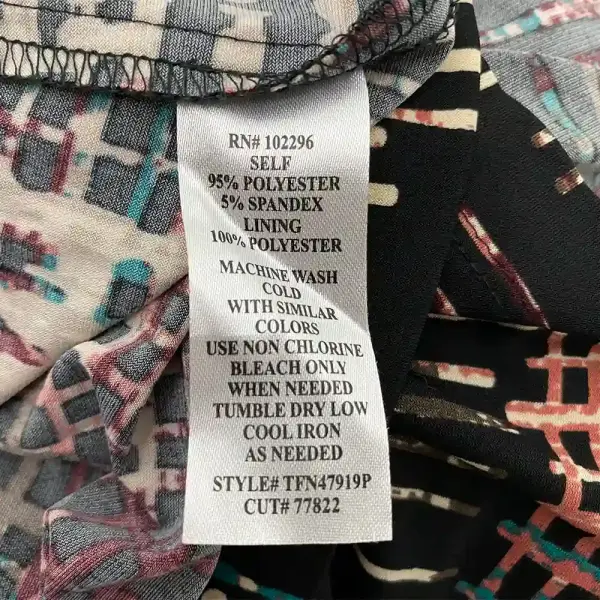 RN# 102296
SELF
95% POLYESTER
5% SPANDEX
LINING
100% POLYESTER
MACHINE WASH
COLD
WITH SIMILAR
COLORS
USE NON CHLORINE
BLEACH ONLY
WHEN NEEDED
TUMBLE DRY LOW
COOL IRON
AS NEEDED
STYLE# TFN47919P
CUT# 77822